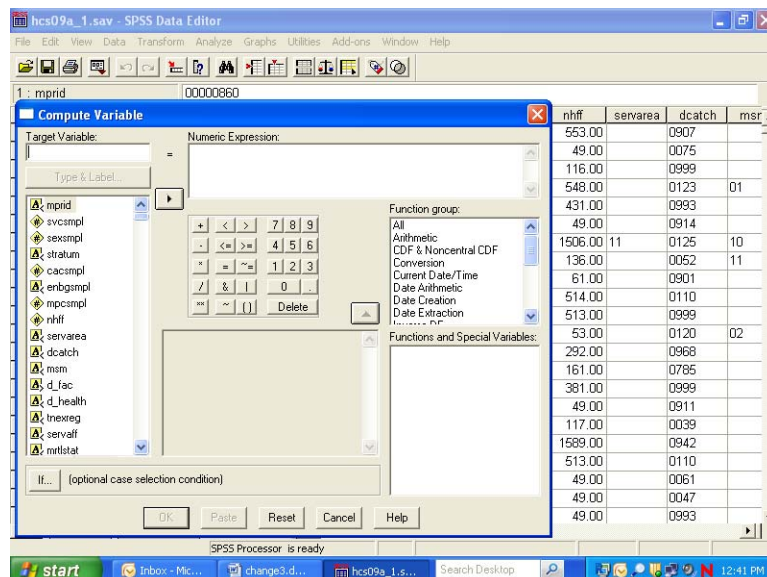 hcs09a_1.sav - SPSS Data Editor
File Edit View Data Transform Analyze Graphs Utilities Add-ons Window Help
1 : mprid 00000860
Compute Variable
Target Variable:
Numeric Expression:
=
Type & Label...
mprid
svcsmpl
sexsmpl
stratum
cacsmpl
enbgsmpl
mpcsmpl
nhff
servarea
dcatch
msm
d_fac
d_health
tnexreg
servaff
mrtlstat
+ < > 7 8 9
- <= >= 4 5 6
* = ~= 1 2 3
/ & | 0 .
** ~ () Delete
Function group:
All
Arithmetic
CDF & Noncentral CDF
Conversion
Current Date/Time
Date Arithmetic
Date Creation
Date Extraction
Functions and Special Variables:
If... (optional case selection condition)
OK Paste Reset Cancel Help
nhff servarea dcatch
553.00 0907
49.00 0075
116.00 0999
548.00 0123 01
431.00 0993
49.00 0914
1506.00 11 0125 10
136.00 0052 11
61.00 0901
514.00 0110
513.00 0999
53.00 0120 02
292.00 0968
161.00 0785
381.00 0999
49.00 0911
117.00 0039
1589.00 0942
513.00 0110
49.00 0061
49.00 0047
49.00 0993
SPSS Processor is ready
start Inbox - Mic... change3.d... hcs09a_1.s... Search Desktop 12:41 PM